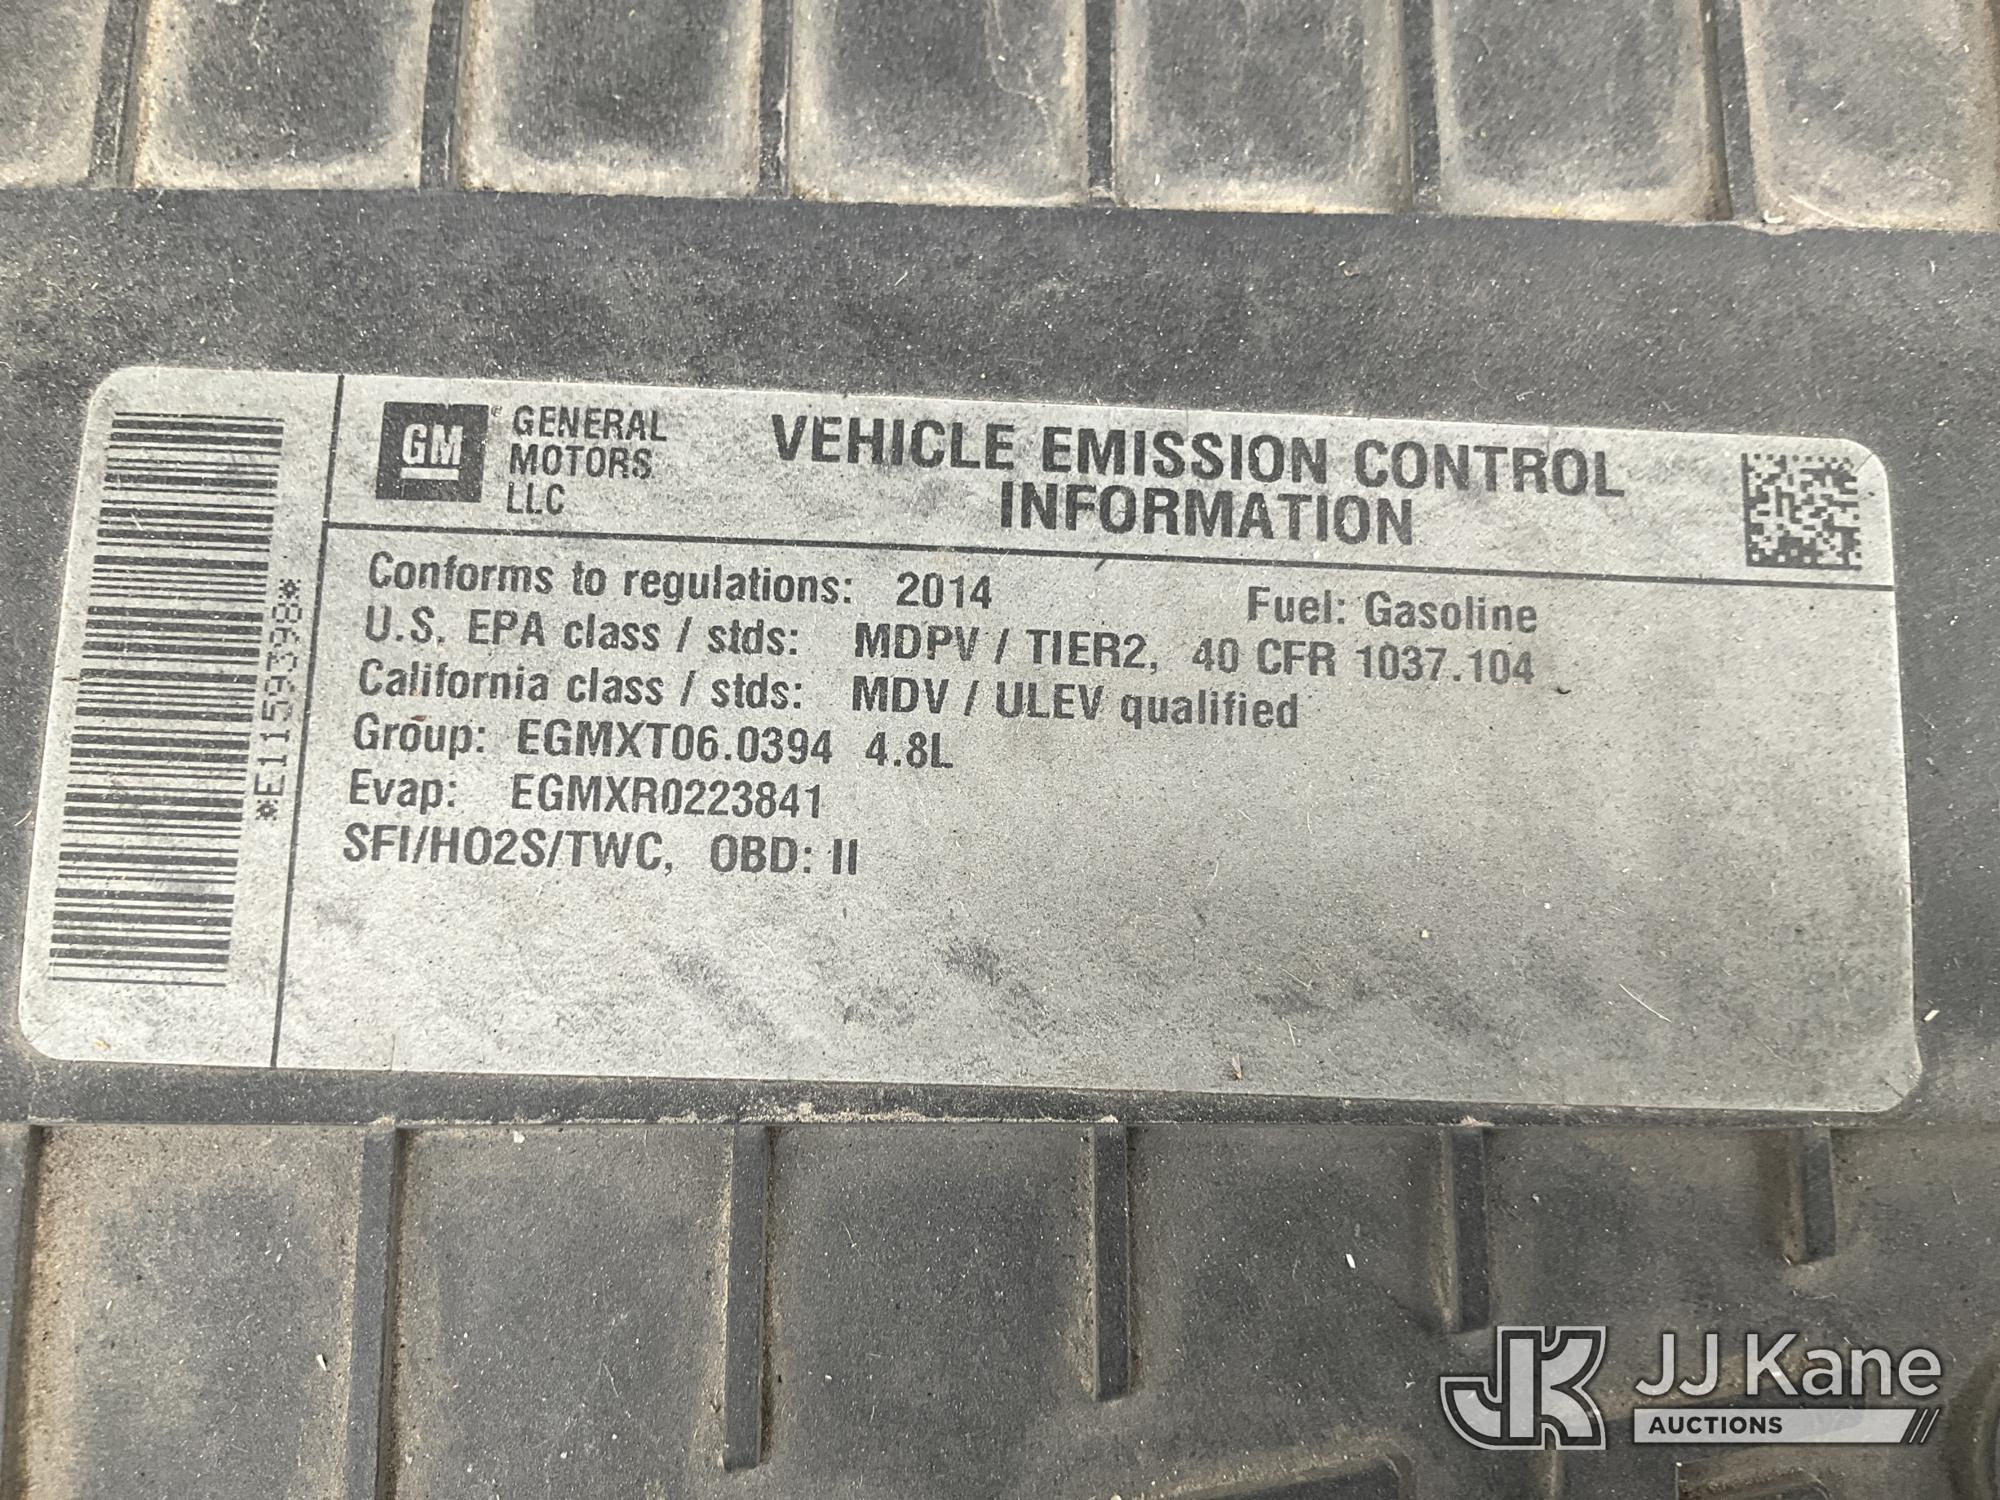 GM
GENERAL
MOTORS
LLC
VEHICLE EMISSION CONTROL
INFORMATION
*E11593998*
Conforms to regulations: 2014 Fuel: Gasoline
U.S. EPA class / stds: MDPV / TIER2, 40 CFR 1037.104
California class / stds: MDV / ULEV qualified
Group: EGMXT06.0394 4.8L
Evap: EGMXR0223841
SFI/HO2S/TWC, OBD: II
JK JJ Kane
AUCTIONS